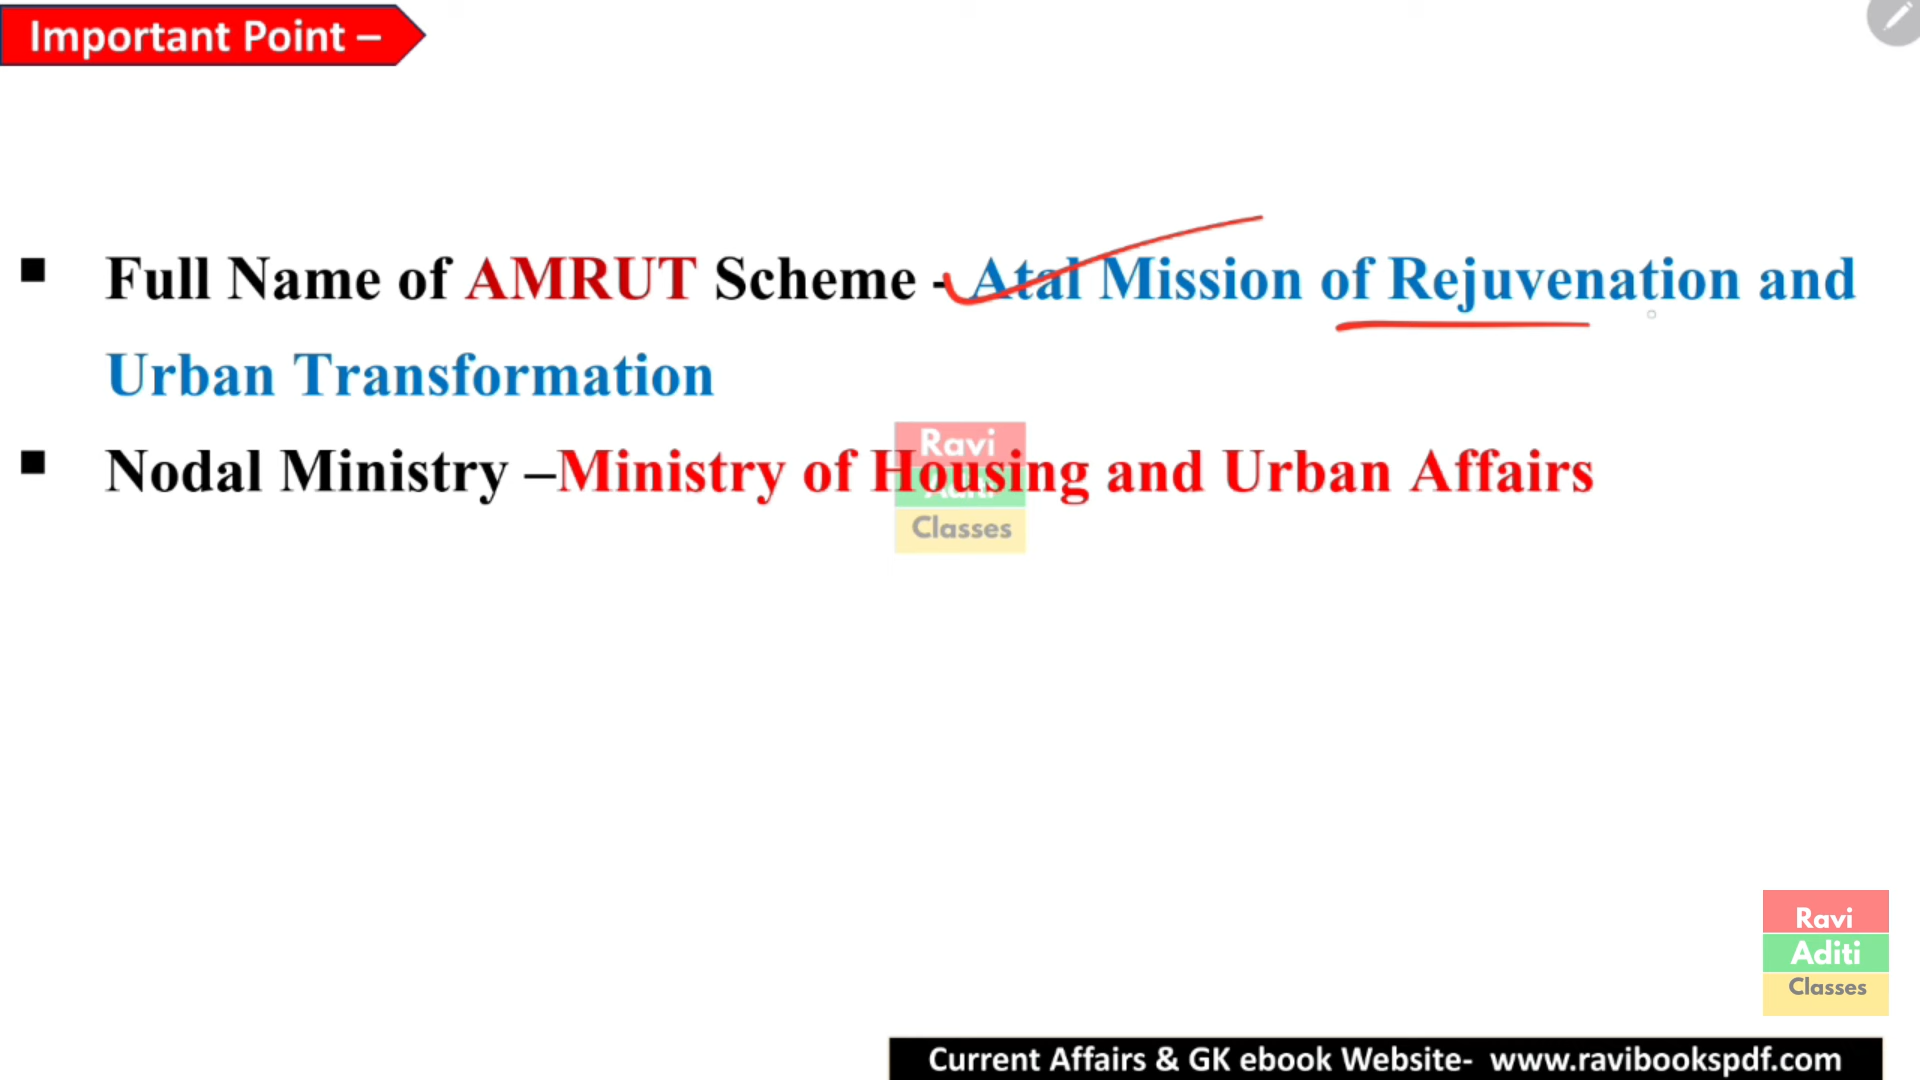 Important Point –
▪ Full Name of AMRUT Scheme - Atal Mission of Rejuvenation and
Urban Transformation
▪ Nodal Ministry –Ministry of Housing and Urban Affairs
Ravi
Aditi
Classes
Ravi
Aditi
Classes
Current Affairs & GK ebook Website- www.ravibookspdf.com